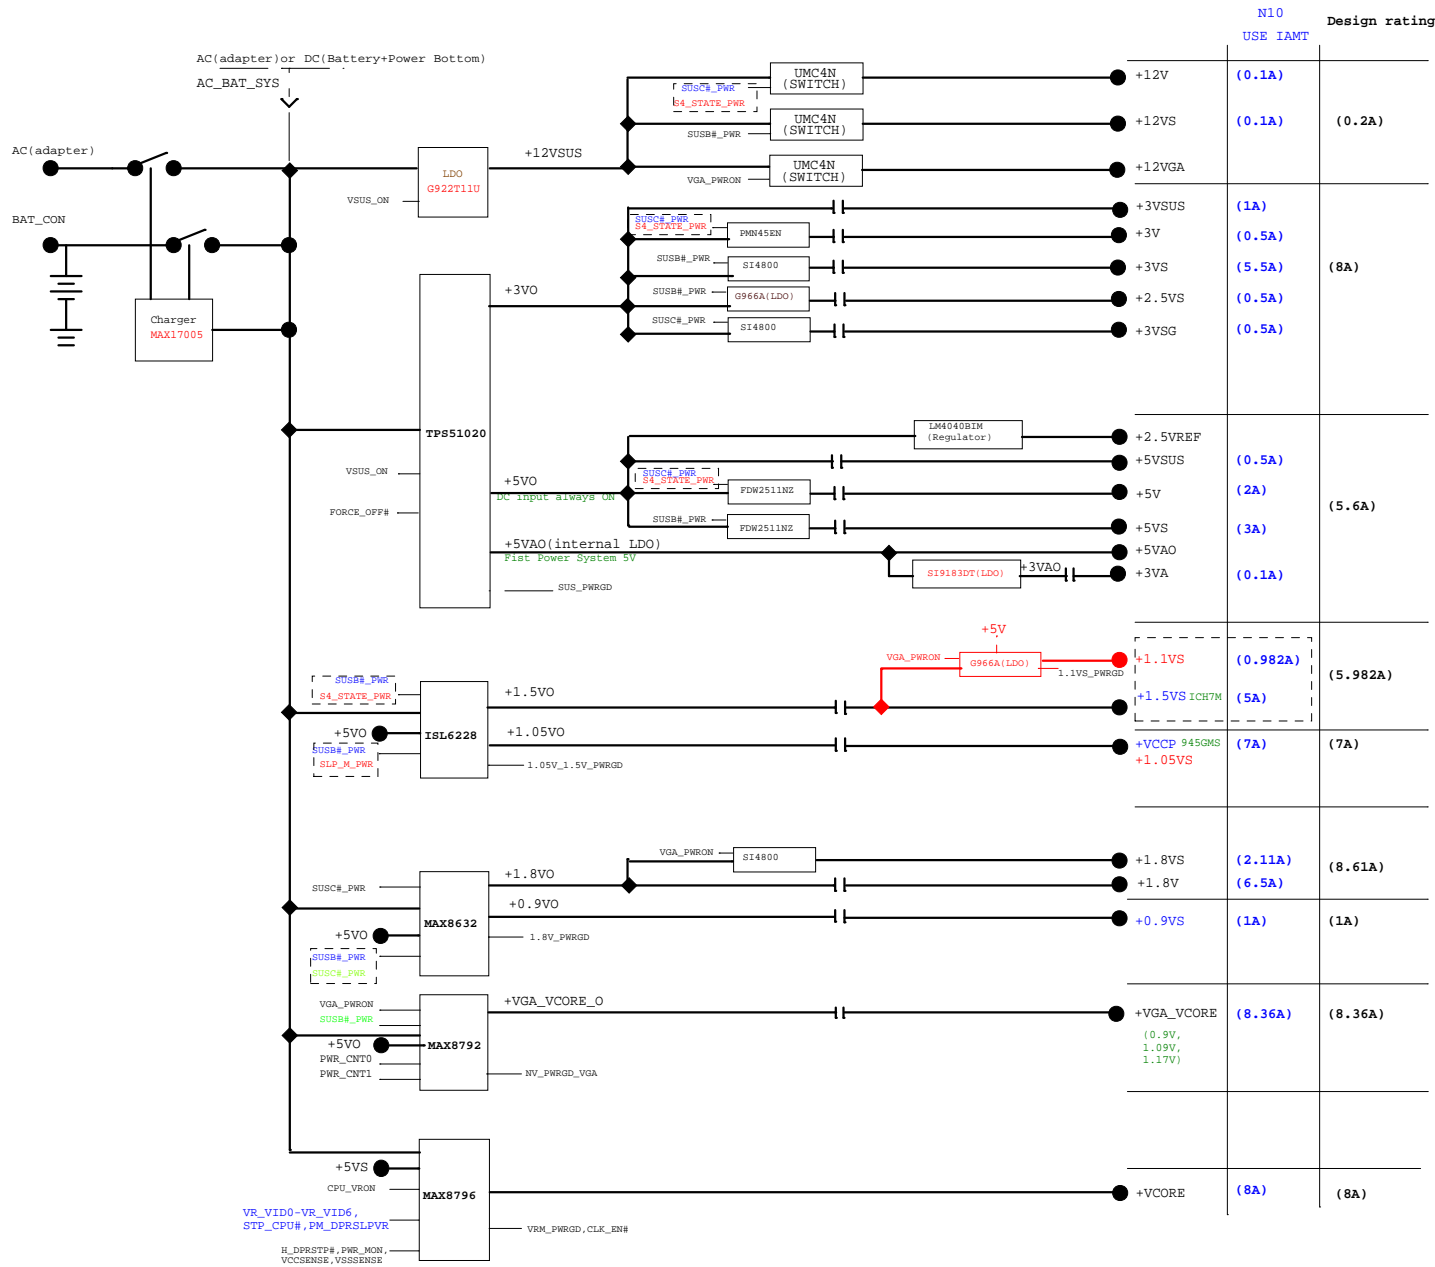 N10
Design rating
USE IAMT
AC(adapter)or DC(Battery+Power Bottom)
AC_BAT_SYS
AC(adapter)
BAT_CON
Charger
MAX17005
LDO
G922T11U
VSUS_ON
+12VSUS
SUSC#_PWR
S4_STATE_PWR
UMC4N
(SWITCH)
+12V
(0.1A)
SUSB#_PWR
UMC4N
(SWITCH)
+12VS
(0.1A)
(0.2A)
VGA_PWRON
UMC4N
(SWITCH)
+12VGA
TPS51020
VSUS_ON
FORCE_OFF#
+3VO
+3VSUS
(1A)
SUSC#_PWR
S4_STATE_PWR
PMN45EN
+3V
(0.5A)
SUSB#_PWR
SI4800
+3VS
(5.5A)
(8A)
SUSB#_PWR
G966A(LDO)
+2.5VS
(0.5A)
SUSC#_PWR
SI4800
+3VSG
(0.5A)
LM4040BIM
(Regulator)
+2.5VREF
+5VO
DC input always ON
+5VSUS
(0.5A)
SUSC#_PWR
S4_STATE_PWR
FDW2511NZ
+5V
(2A)
(5.6A)
SUSB#_PWR
FDW2511NZ
+5VS
(3A)
+5VAO(internal LDO)
Fist Power System 5V
+5VAO
SI9183DT(LDO)
+3VAO
+3VA
(0.1A)
SUS_PWRGD
+5V
VGA_PWRON
G966A(LDO)
1.1VS_PWRGD
+1.1VS
(0.982A)
(5.982A)
SUSB#_PWR
S4_STATE_PWR
+1.5VO
+1.5VS ICH7M
(5A)
+5VO
ISL6228
SUSB#_PWR
SLP_M_PWR
+1.05VO
1.05V_1.5V_PWRGD
+VCCP 945GMS
+1.05VS
(7A)
(7A)
VGA_PWRON
SI4800
+1.8VS
(2.11A)
(8.61A)
SUSC#_PWR
+1.8VO
+1.8V
(6.5A)
MAX8632
+5VO
SUSB#_PWR
SUSC#_PWR
+0.9VO
1.8V_PWRGD
+0.9VS
(1A)
(1A)
VGA_PWRON
SUSB#_PWR
+5VO
PWR_CNT0
PWR_CNT1
MAX8792
+VGA_VCORE_O
NV_PWRGD_VGA
+VGA_VCORE
(0.9V,
1.09V,
1.17V)
(8.36A)
(8.36A)
+5VS
CPU_VRON
MAX8796
VR_VID0-VR_VID6,
STP_CPU#,PM_DPRSLPVR
H_DPRSTP#,PWR_MON,
VCCSENSE,VSSSENSE
VRM_PWRGD,CLK_EN#
+VCORE
(8A)
(8A)